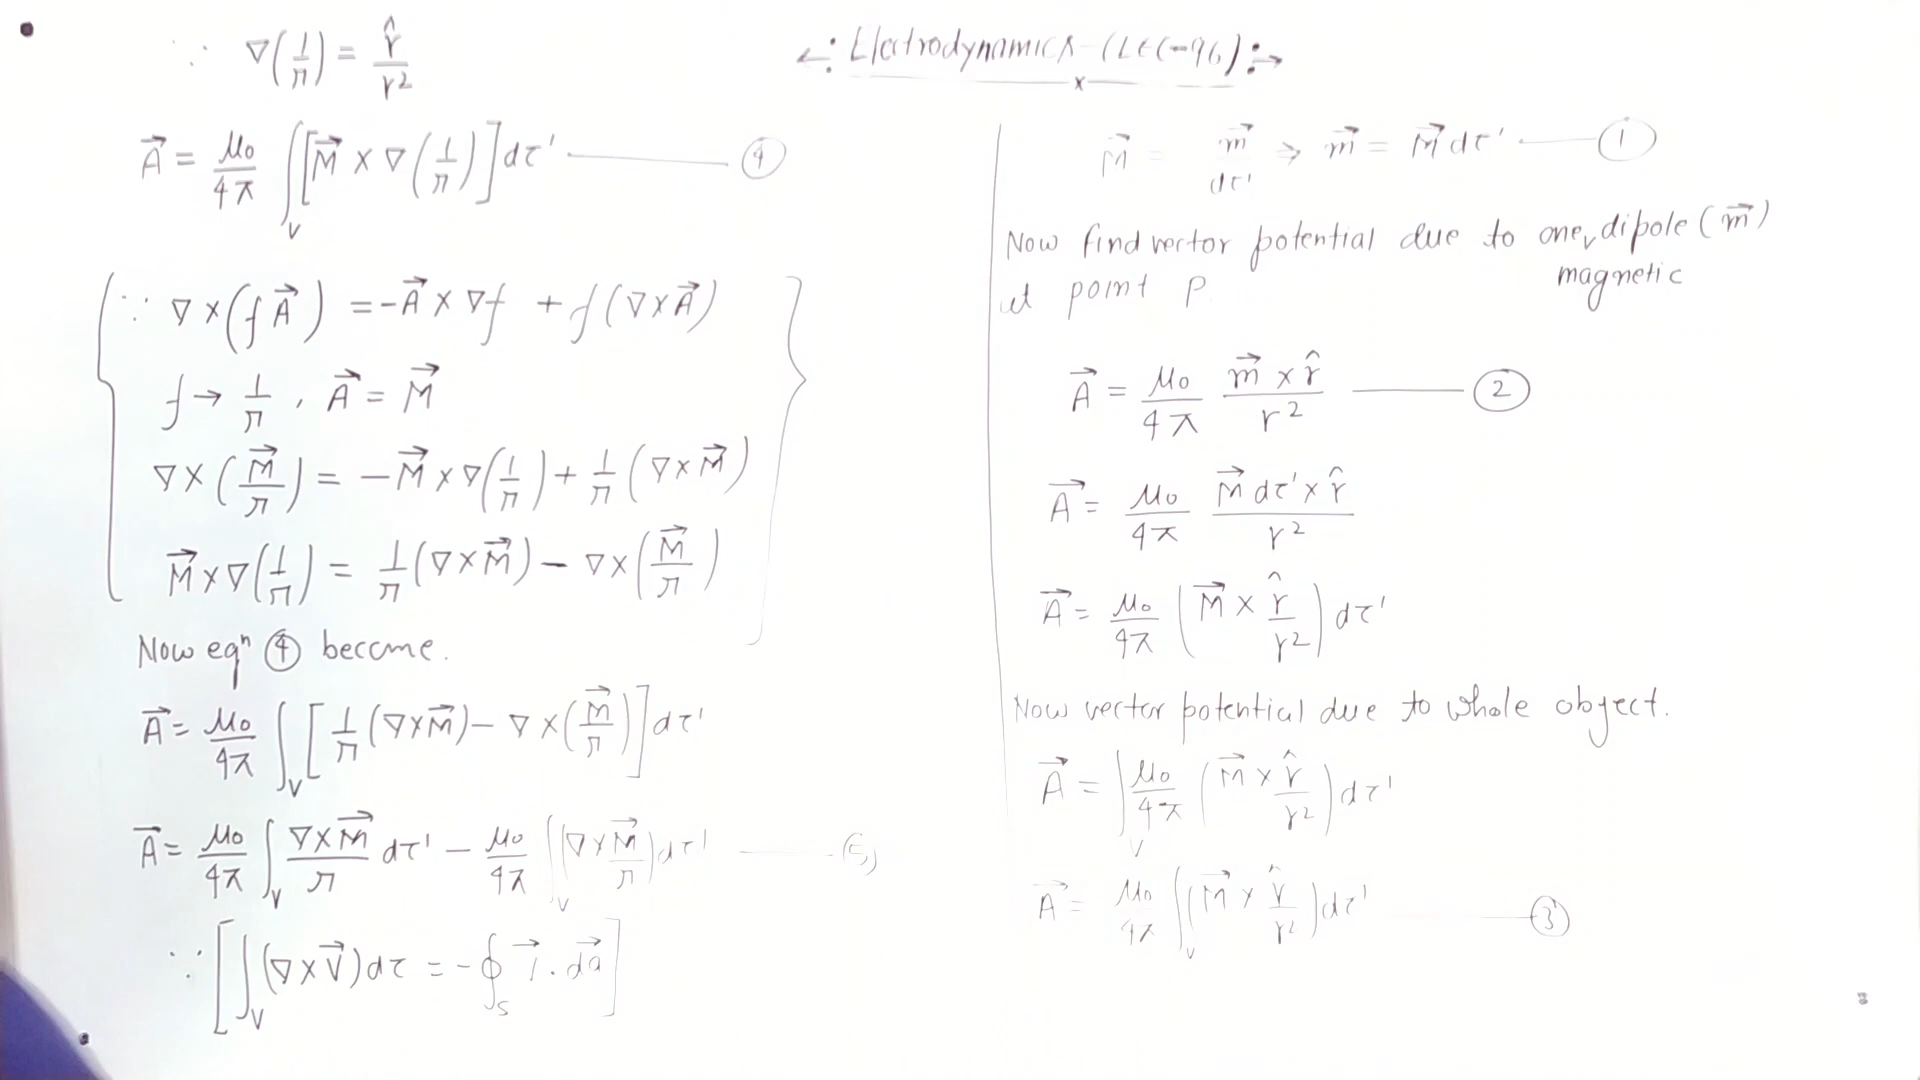 ←: Electrodynamics-(LEC-96):→
M⃗ = m⃗/dτ' ⇒ m⃗ = M⃗dτ' —— ①
Now find vector potential due to one magnetic dipole (m⃗)
at point P
A⃗ = μ₀/4π (m⃗ × r̂)/r² —— ②
A⃗ = μ₀/4π (M⃗dτ' × r̂)/r²
A⃗ = μ₀/4π (M⃗ × r̂/r²) dτ'
Now vector potential due to whole object.
A⃗ = ∫_V μ₀/4π (M⃗ × r̂/r²) dτ'
A⃗ = μ₀/4π ∫_V (M⃗ × r̂/r²) dτ' —— ③
∵ ∇(1/r) = r̂/r²
A⃗ = μ₀/4π ∫_V [M⃗ × ∇(1/r)] dτ' —— ④
∵ ∇×(fA⃗) = -A⃗×∇f + f(∇×A⃗)
f → 1/r, A⃗ = M⃗
∇×(M⃗/r) = -M⃗×∇(1/r) + 1/r (∇×M⃗)
M⃗×∇(1/r) = 1/r (∇×M⃗) - ∇×(M⃗/r)
Now eqⁿ ④ become.
A⃗ = μ₀/4π ∫_V [1/r (∇×M⃗) - ∇×(M⃗/r)] dτ'
A⃗ = μ₀/4π ∫_V (∇×M⃗)/r dτ' - μ₀/4π ∫_V (∇×M⃗/r) dτ' —— ⑤
∵ [∫_V (∇×V⃗) dτ = -∮_S . da⃗]